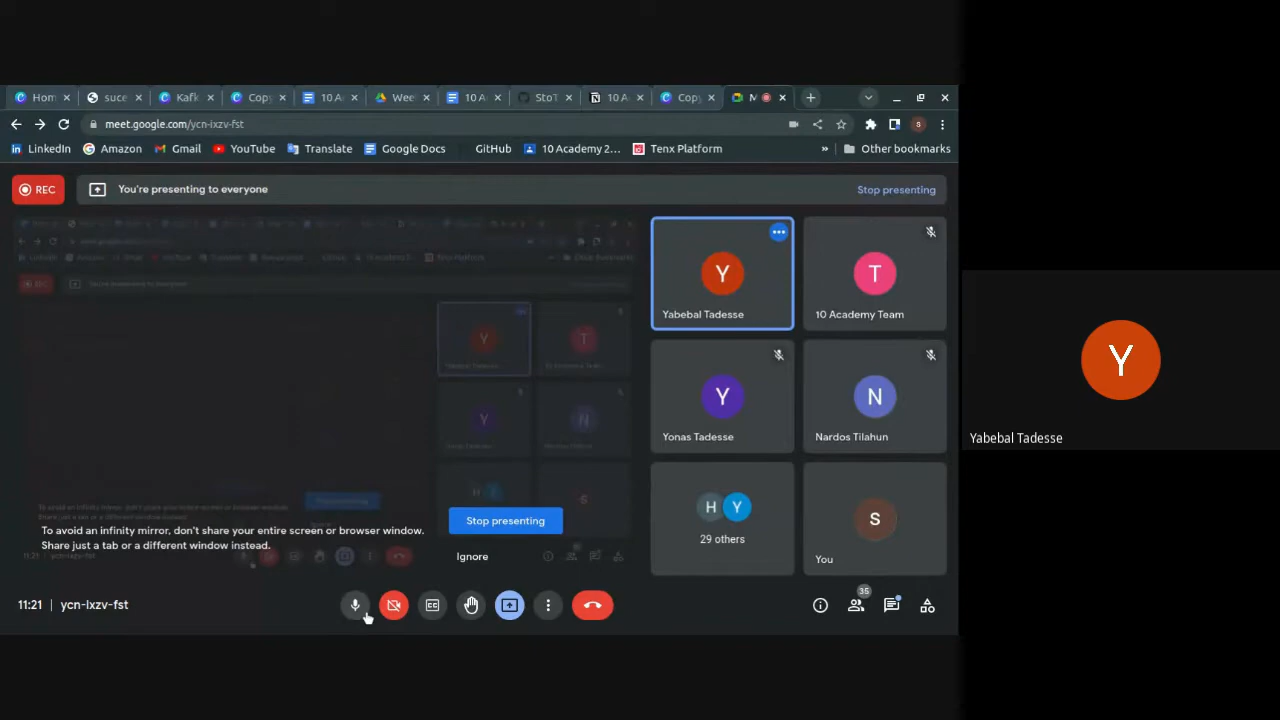 Hom
suce
Kafk
Copy
10 A
Wee
10 A
StoT
10 A
Copy
M
meet.google.com/ycn-ixzv-fst
S
LinkedIn
Amazon
Gmail
YouTube
Translate
Google Docs
GitHub
10 Academy 2...
Tenx Platform
»
Other bookmarks
REC
You're presenting to everyone
Stop presenting
Y
Yabebal Tadesse
T
10 Academy Team
Y
Yonas Tadesse
N
Nardos Tilahun
H Y
29 others
S
You
To avoid an infinity mirror, don't share your entire screen or browser window.
Share just a tab or a different window instead.
Stop presenting
Ignore
11:21 ycn-ixzv-fst
35
Y
Yabebal Tadesse